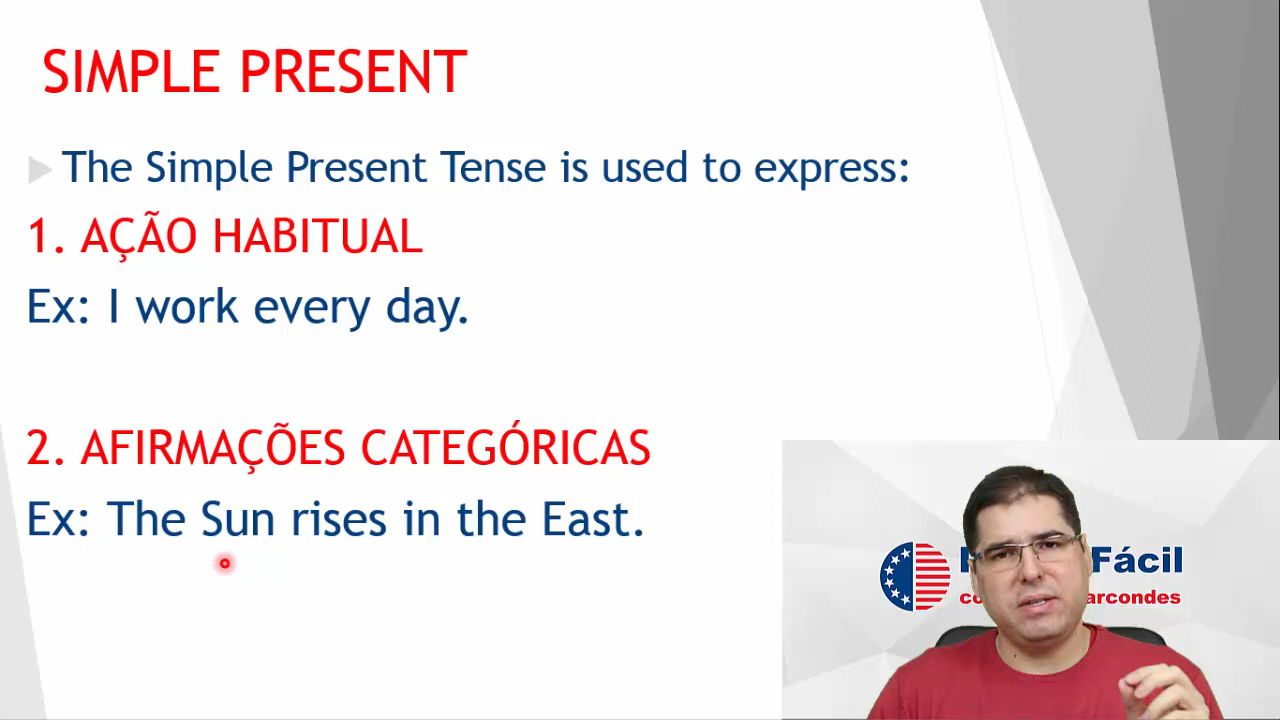 SIMPLE PRESENT
The Simple Present Tense is used to express:
1. AÇÃO HABITUAL
Ex: I work every day.
2. AFIRMAÇÕES CATEGÓRICAS
Ex: The Sun rises in the East.
Fácil